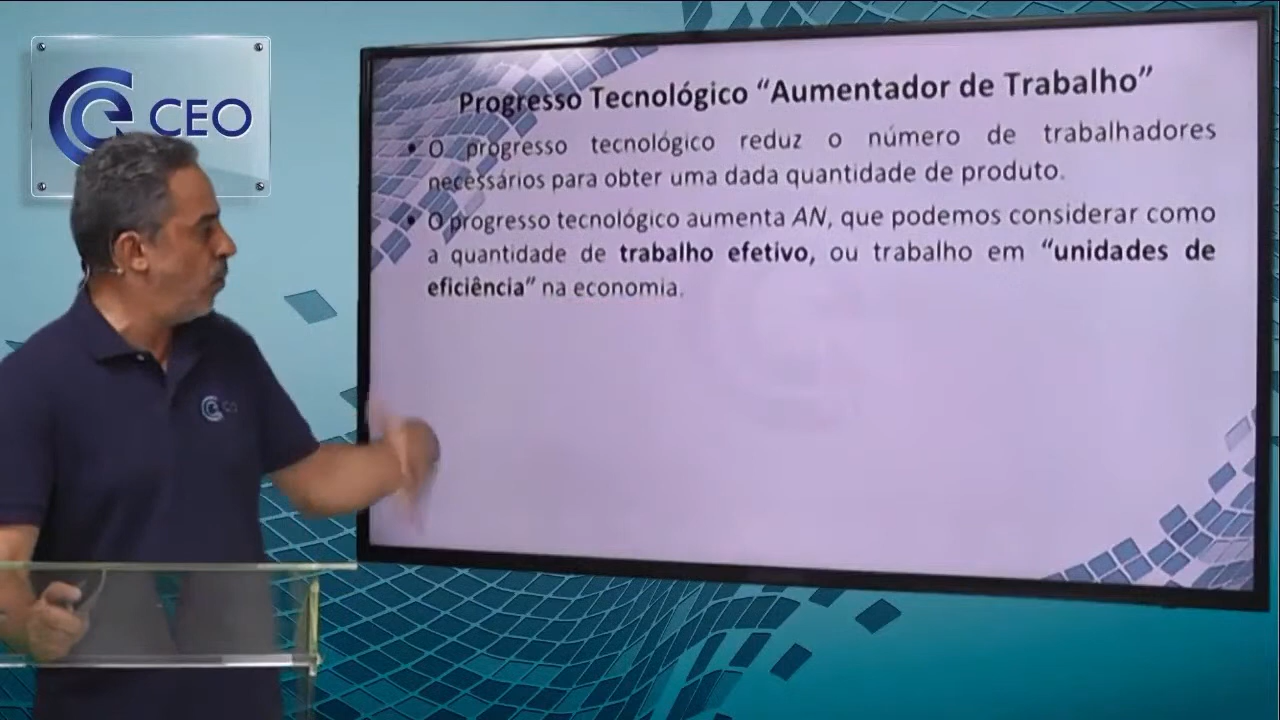 CEO
Progresso Tecnológico “Aumentador de Trabalho”
• O progresso tecnológico reduz o número de trabalhadores
necessários para obter uma dada quantidade de produto.
• O progresso tecnológico aumenta AN, que podemos considerar como
a quantidade de trabalho efetivo, ou trabalho em “unidades de
eficiência” na economia.